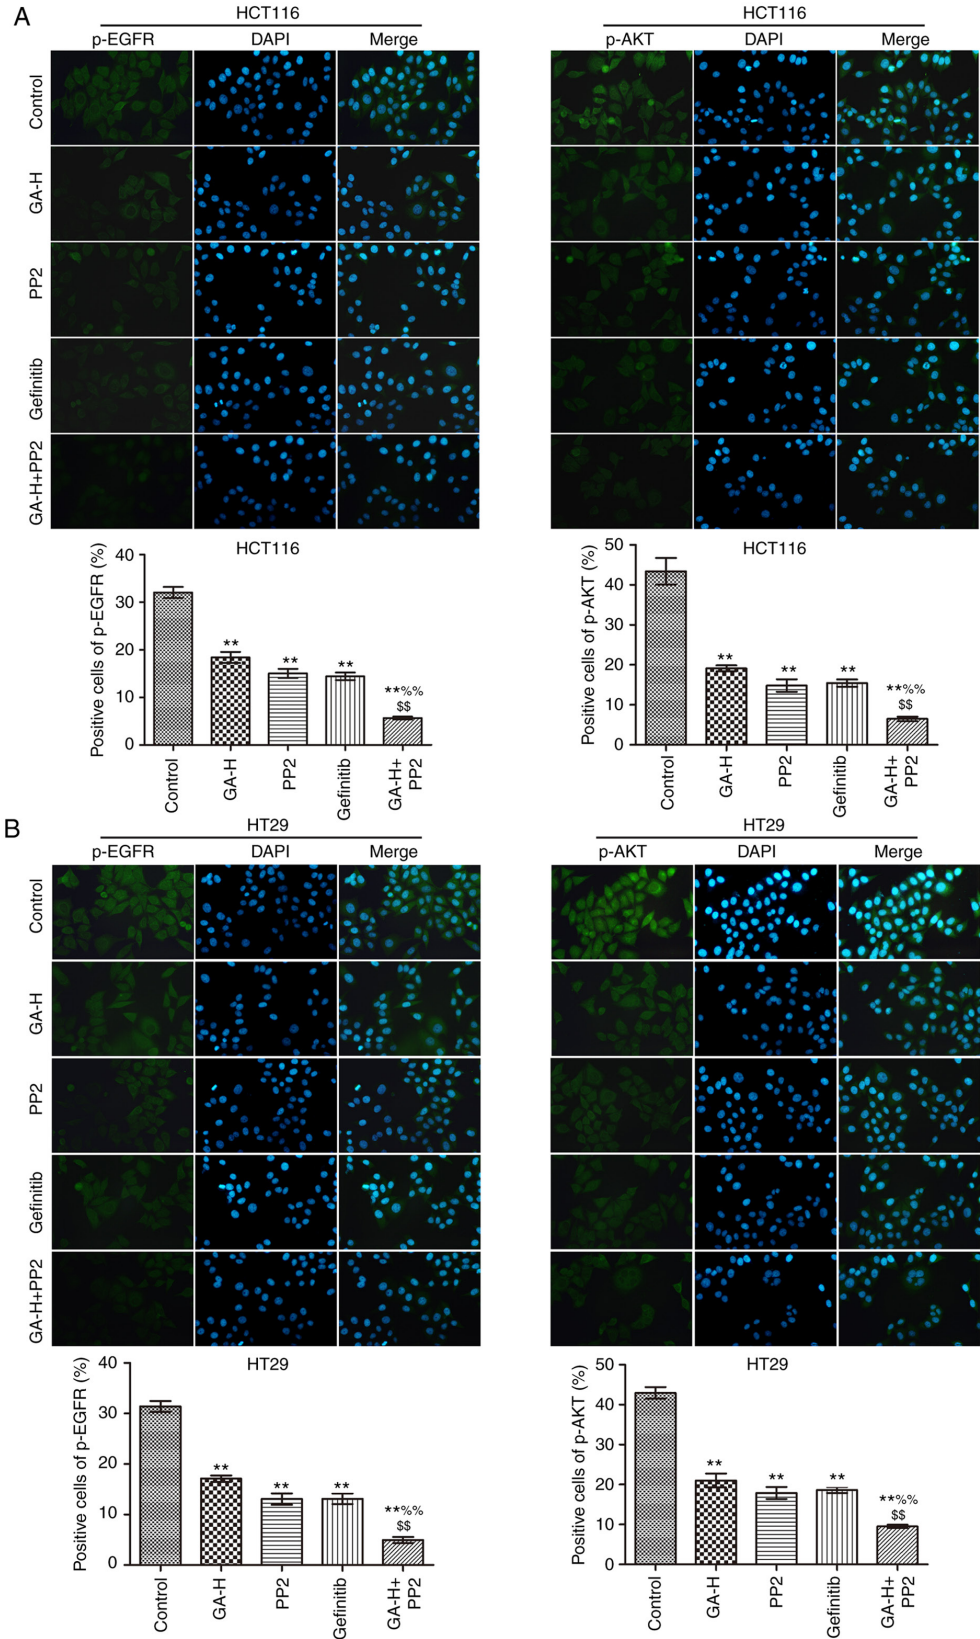 A
HCT116
p-EGFR DAPI Merge
Control
GA-H
PP2
Gefinitib
GA-H+PP2
HCT116
p-AKT DAPI Merge
HCT116
Positive cells of p-EGFR (%)
40
30
20
10
0
**
**
**
**%%
$$
Control
GA-H
PP2
Gefinitib
GA-H+
PP2
HCT116
Positive cells of p-AKT (%)
50
40
30
20
10
0
**
**
**
**%%
$$
Control
GA-H
PP2
Gefinitib
GA-H+
PP2
B
HT29
p-EGFR DAPI Merge
Control
GA-H
PP2
Gefinitib
GA-H+PP2
HT29
p-AKT DAPI Merge
HT29
Positive cells of p-EGFR (%)
40
30
20
10
0
**
**
**
**%%
$$
Control
GA-H
PP2
Gefinitib
GA-H+
PP2
HT29
Positive cells of p-AKT (%)
50
40
30
20
10
0
**
**
**
**%%
$$
Control
GA-H
PP2
Gefinitib
GA-H+
PP2